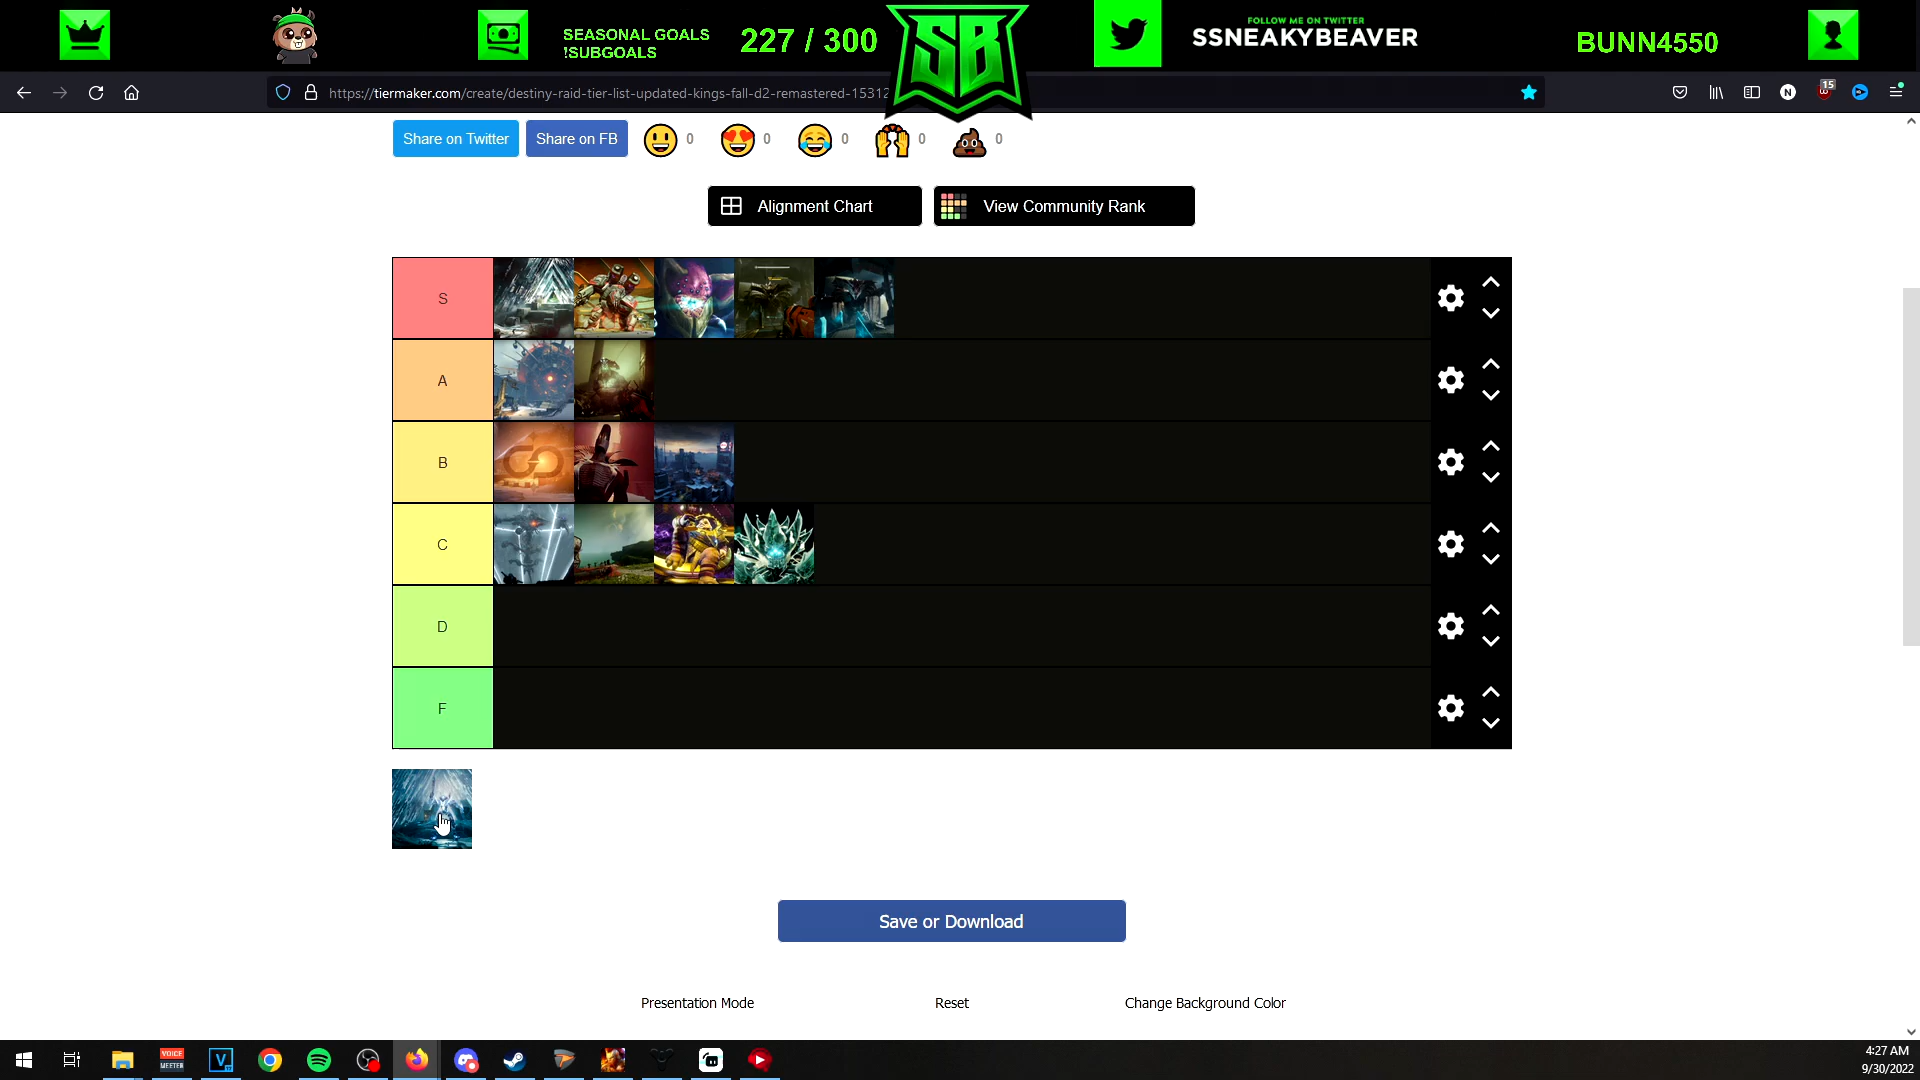 SEASONAL GOALS
!SUBGOALS
227 / 300
SB
FOLLOW ME ON TWITTER
SSNEAKYBEAVER
BUNN4550
https://tiermaker.com/create/destiny-raid-tier-list-updated-kings-fall-d2-remastered-15312
15
Share on Twitter
Share on FB
0
0
0
0
0
Alignment Chart
View Community Rank
S
A
B
C
D
F
Save or Download
Presentation Mode
Reset
Change Background Color
VOICE
MEETER
4:27 AM
9/30/2022